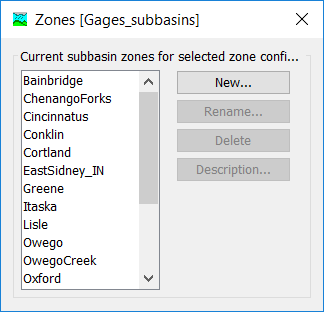 Zones [Gages_subbasins]
Current subbasin zones for selected zone confi...
Bainbridge
ChenangoForks
Cincinnatus
Conklin
Cortland
EastSidney_IN
Greene
Itaska
Lisle
Owego
OwegoCreek
Oxford
New...
Rename...
Delete
Description...